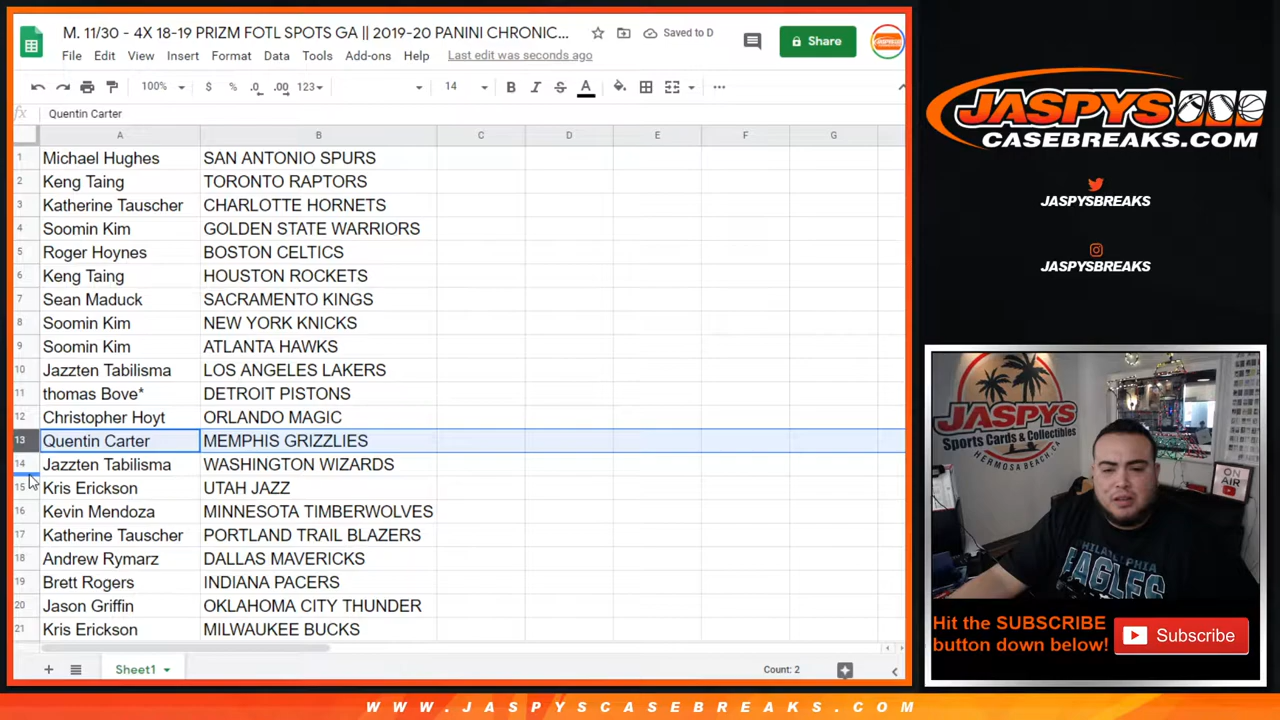 M. 11/30 - 4X 18-19 PRIZM FOTL SPOTS GA || 2019-20 PANINI CHRONIC...
Saved to D
Share
File Edit View Insert Format Data Tools Add-ons Help Last edit was seconds ago
100% $ % .0 .00 123 14 B I S A
fx Quentin Carter
A B C D E F G
1 Michael Hughes SAN ANTONIO SPURS
2 Keng Taing TORONTO RAPTORS
3 Katherine Tauscher CHARLOTTE HORNETS
4 Soomin Kim GOLDEN STATE WARRIORS
5 Roger Hoynes BOSTON CELTICS
6 Keng Taing HOUSTON ROCKETS
7 Sean Maduck SACRAMENTO KINGS
8 Soomin Kim NEW YORK KNICKS
9 Soomin Kim ATLANTA HAWKS
10 Jazzten Tabilisma LOS ANGELES LAKERS
11 thomas Bove* DETROIT PISTONS
12 Christopher Hoyt ORLANDO MAGIC
13 Quentin Carter MEMPHIS GRIZZLIES
14 Jazzten Tabilisma WASHINGTON WIZARDS
15 Kris Erickson UTAH JAZZ
16 Kevin Mendoza MINNESOTA TIMBERWOLVES
17 Katherine Tauscher PORTLAND TRAIL BLAZERS
18 Andrew Rymarz DALLAS MAVERICKS
19 Brett Rogers INDIANA PACERS
20 Jason Griffin OKLAHOMA CITY THUNDER
21 Kris Erickson MILWAUKEE BUCKS
Sheet1
Count: 2
JASPYS
CASEBREAKS.COM
JASPYSBREAKS
JASPYSBREAKS
JASPYS
Sports Cards & Collectibles
HERMOSA BEACH, CA
ON AIR
PHILADELPHIA
EAGLES
Hit the SUBSCRIBE
button down below!
Subscribe
WWW.JASPYSCASEBREAKS.COM